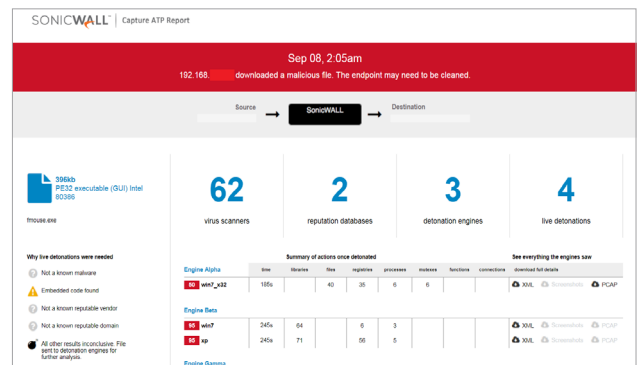 SONICWALL | Capture ATP Report
Sep 08, 2:05am
192.168. downloaded a malicious file. The endpoint may need to be cleaned.
Source
SonicWALL
Destination
396kb
PE32 executable (GUI) Intel
80386
fmouse.exe
62
virus scanners
2
reputation databases
3
detonation engines
4
live detonations
Why live detonations were needed
Not a known malware
Embedded code found
Not a known reputable vendor
Not a known reputable domain
All other results inconclusive. File
sent to detonation engines for
further analysis.
Summary of actions once detonated
See everything the engines saw
Engine Alpha time libraries files registries processes mutexes functions connections download full details
90 win7_x32 185s 40 35 6 6 XML Screenshots PCAP
Engine Beta
95 win7 245s 64 6 3 XML Screenshots PCAP
95 xp 245s 71 56 5 XML Screenshots PCAP
Engine Gamma